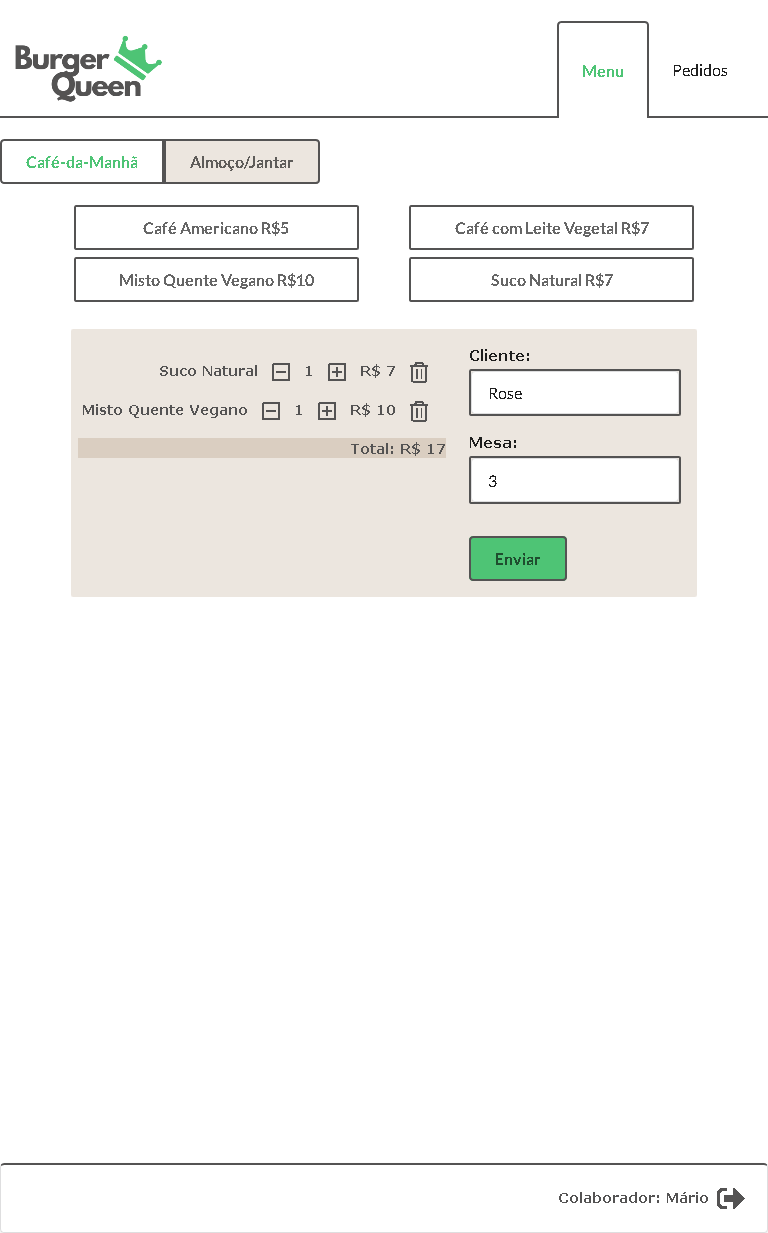 Burger
Queen
Menu
Pedidos
Café-da-Manhã
Almoço/Jantar
Café Americano R$5
Café com Leite Vegetal R$7
Misto Quente Vegano R$10
Suco Natural R$7
Suco Natural 1 R$ 7
Misto Quente Vegano 1 R$ 10
Total: R$ 17
Cliente:
Rose
Mesa:
3
Enviar
Colaborador: Mário